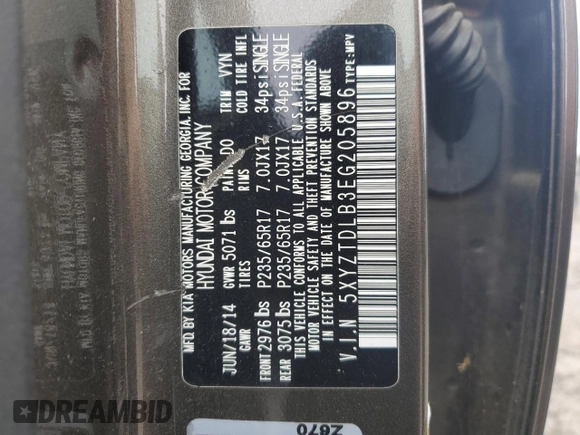 MFG BY KIA MOTORS MANUFACTURING GEORGIA, INC. FOR
HYUNDAI MOTOR COMPANY
JUN/18/14 GVWR 5071 lbs TRIM VYN
GAWR TIRES RIMS COLD TIRE INFL
FRONT 2976 lbs P235/65R17 7.0JX17 34psi SINGLE
REAR 3075 lbs P235/65R17 7.0JX17 34psi SINGLE
THIS VEHICLE CONFORMS TO ALL APPLICABLE U.S.A. FEDERAL
MOTOR VEHICLE SAFETY AND THEFT PREVENTION STANDARDS
IN EFFECT ON THE DATE OF MANUFACTURE SHOWN ABOVE.
V.I.N 5XYZTDLB3EG205896 TYPE:MPV
Z870
DREAMBID